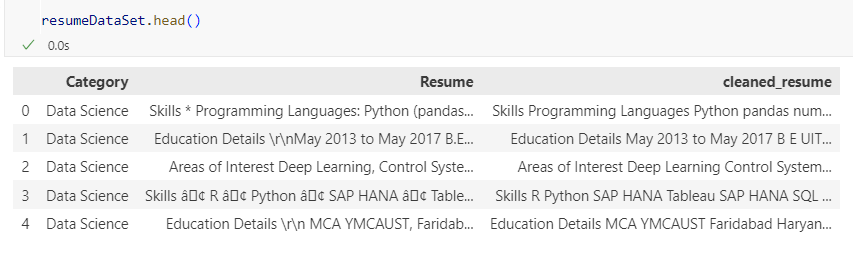 resumeDataSet.head()
0.0s
Category Resume cleaned_resume
0 Data Science Skills * Programming Languages: Python (pandas... Skills Programming Languages Python pandas num...
1 Data Science Education Details \r\nMay 2013 to May 2017 B.E... Education Details May 2013 to May 2017 B E UIT...
2 Data Science Areas of Interest Deep Learning, Control Syste... Areas of Interest Deep Learning Control System...
3 Data Science Skills â▯¢ R â▯¢ Python â▯¢ SAP HANA â▯¢ Table... Skills R Python SAP HANA Tableau SAP HANA SQL ...
4 Data Science Education Details \r\n MCA YMCAUST, Faridab... Education Details MCA YMCAUST Faridabad Haryan...